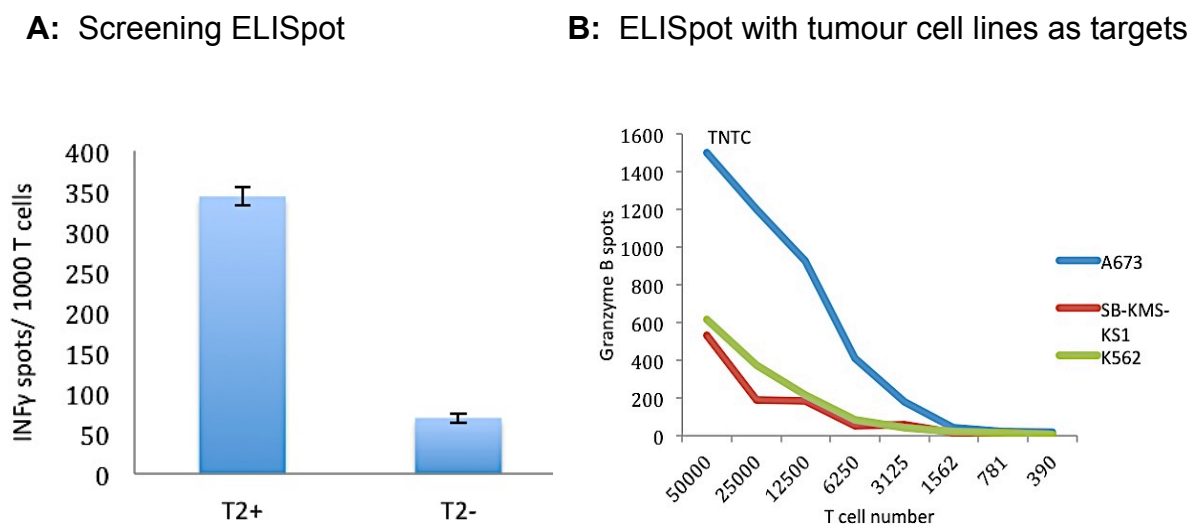 A: Screening ELISpot
B: ELISpot with tumour cell lines as targets
INFγ spots/ 1000 T cells
400
350
300
250
200
150
100
50
0
T2+
T2-
Granzyme B spots
1600
1400
1200
1000
800
600
400
200
0
TNTC
50000
25000
12500
6250
3125
1562
781
390
T cell number
A673
SB-KMS-
KS1
K562